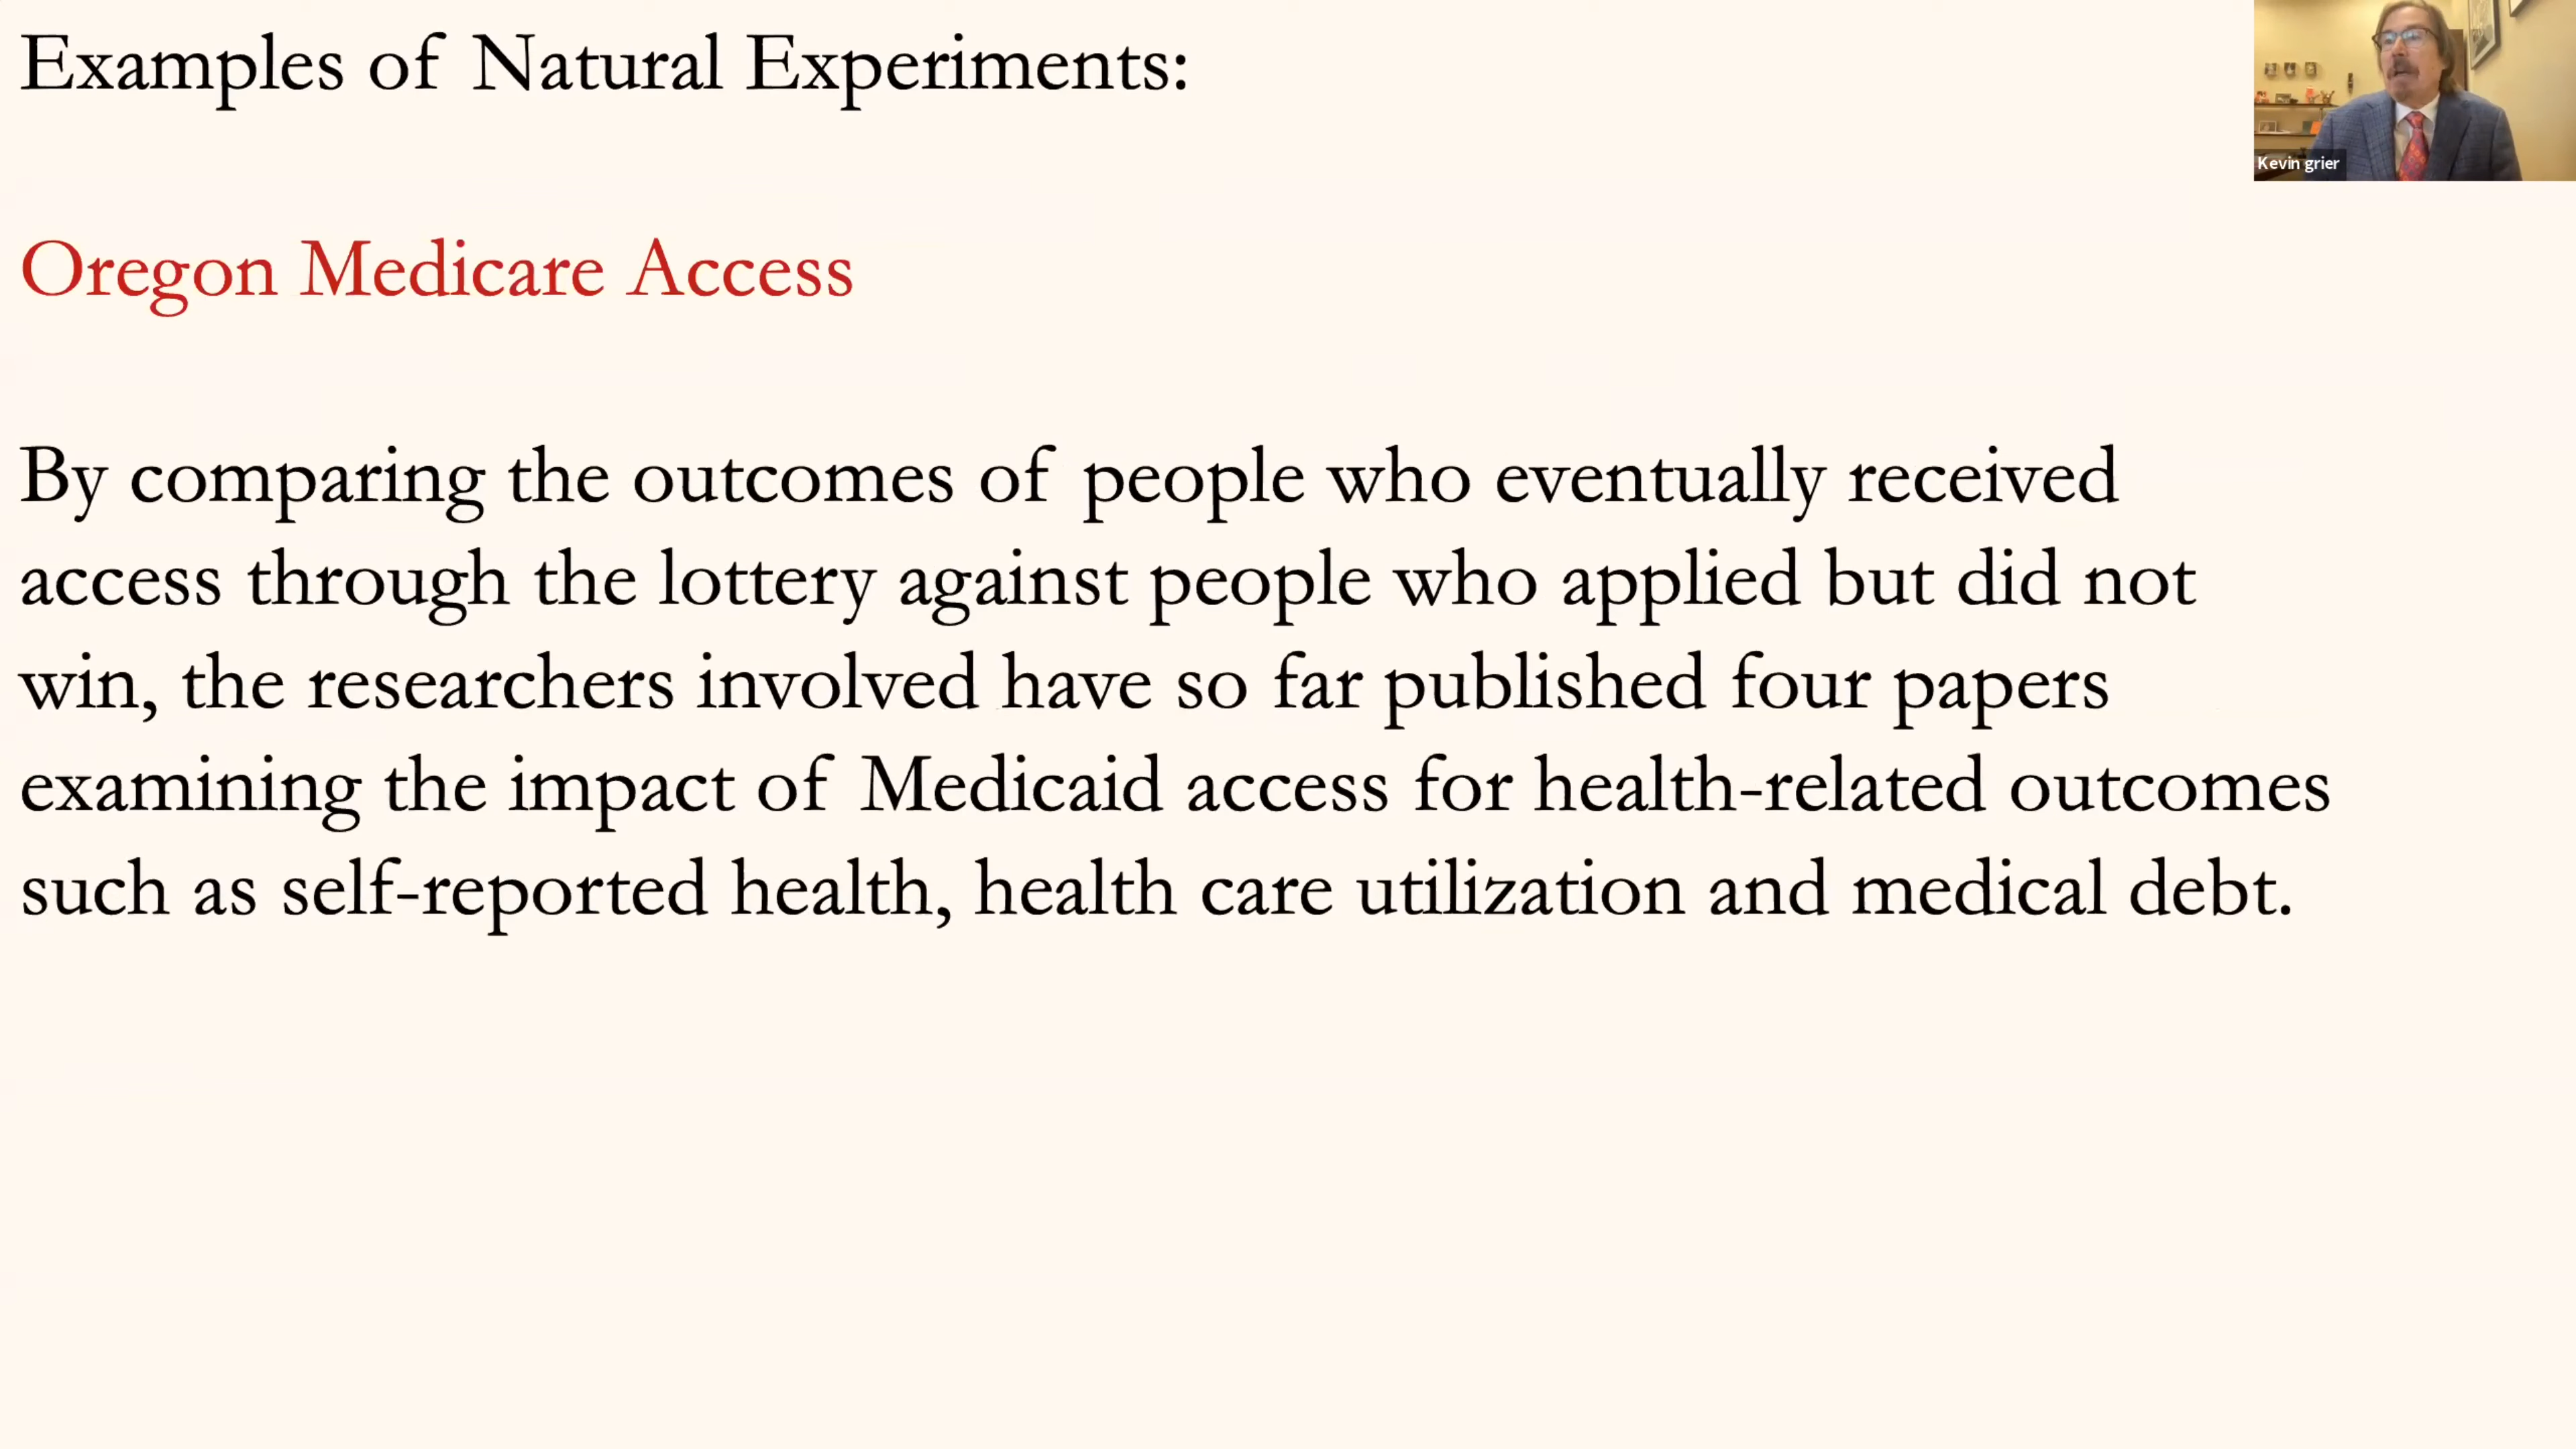 Examples of Natural Experiments:
Kevin grier
Oregon Medicare Access
By comparing the outcomes of people who eventually received
access through the lottery against people who applied but did not
win, the researchers involved have so far published four papers
examining the impact of Medicaid access for health-related outcomes
such as self-reported health, health care utilization and medical debt.